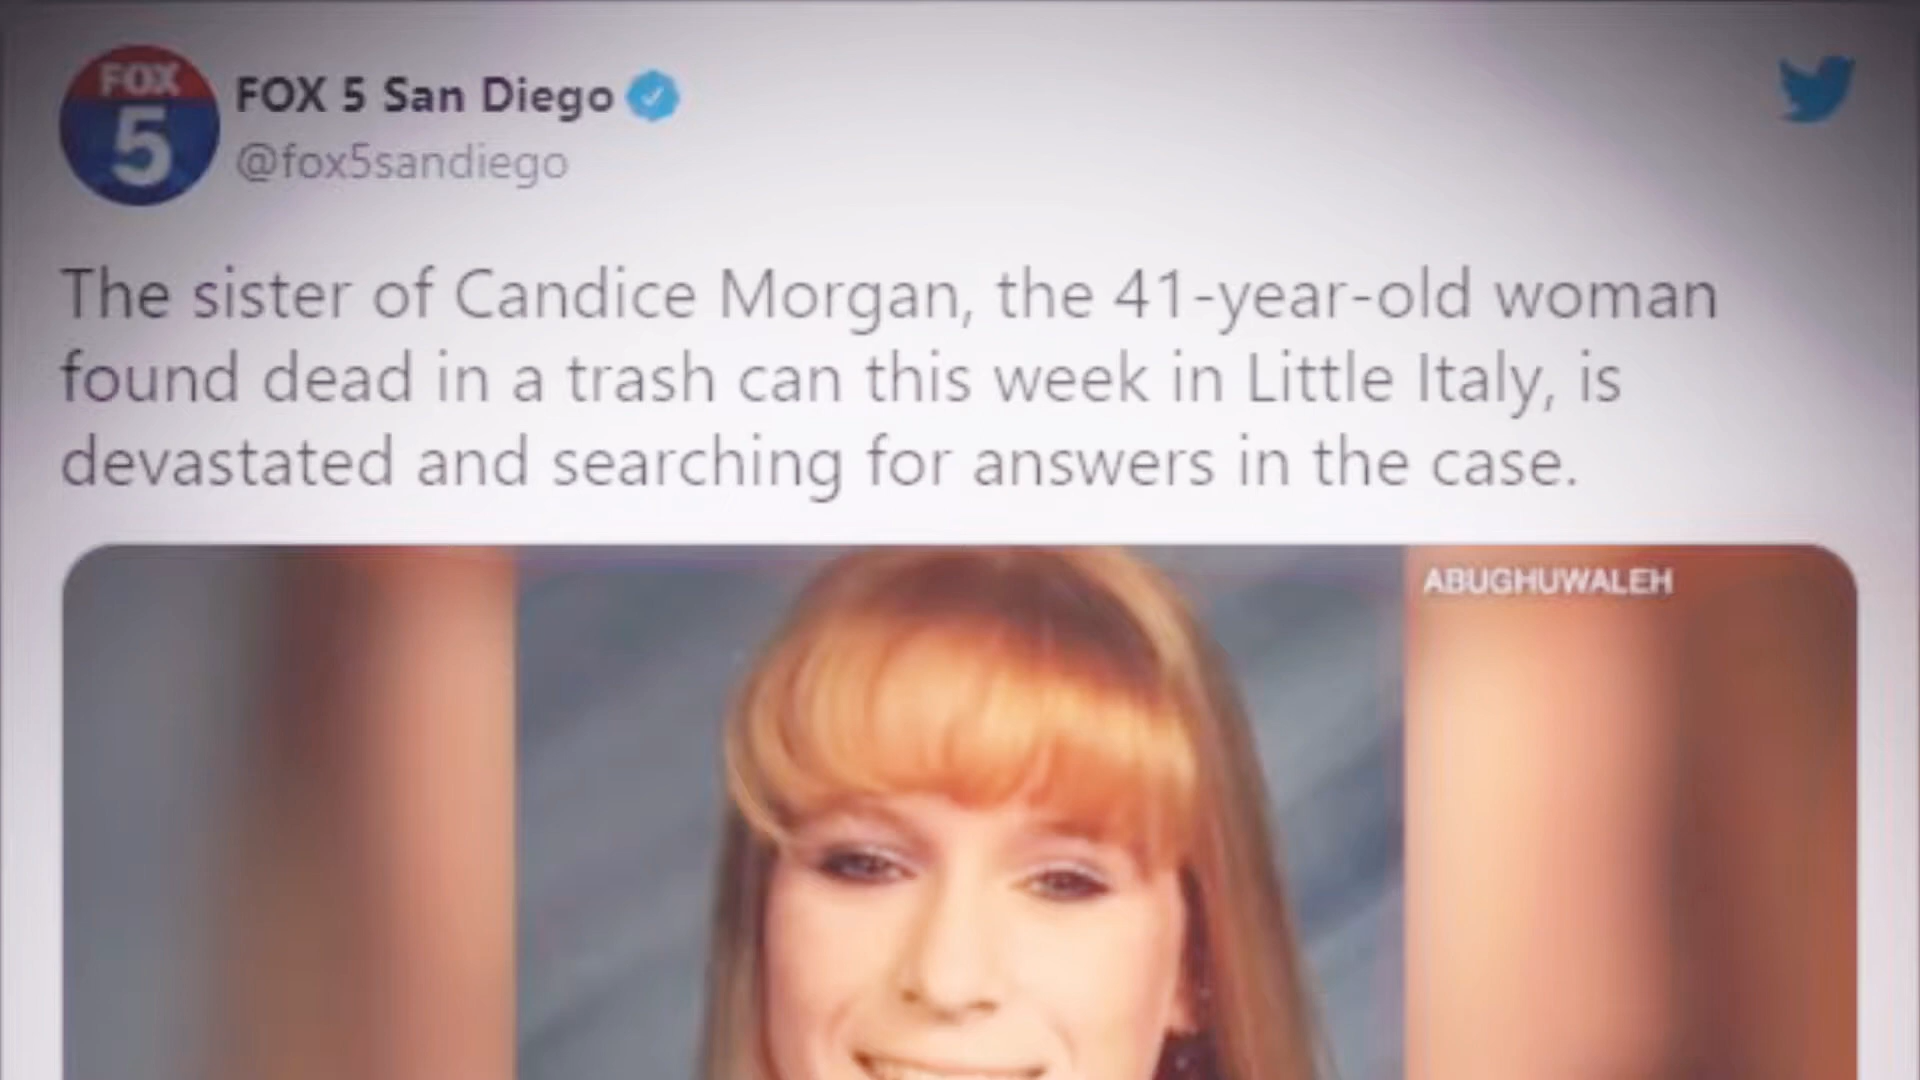 FOX
5
FOX 5 San Diego
@fox5sandiego
The sister of Candice Morgan, the 41-year-old woman
found dead in a trash can this week in Little Italy, is
devastated and searching for answers in the case.
ABUGHUWALEH